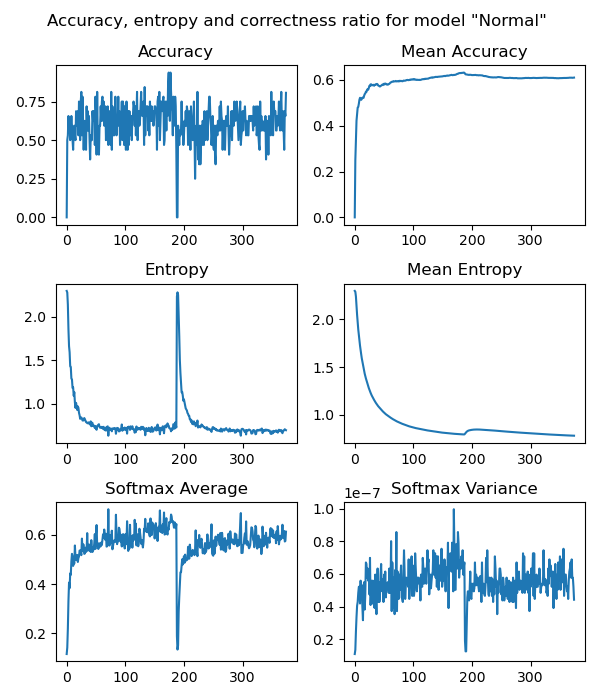 Accuracy, entropy and correctness ratio for model "Normal"
Accuracy
Mean Accuracy
0.75
0.50
0.25
0.00
0 100 200 300
0.6
0.4
0.2
0.0
0 100 200 300
Entropy
Mean Entropy
2.0
1.5
1.0
0 100 200 300
2.0
1.5
1.0
0 100 200 300
Softmax Average
1e-7 Softmax Variance
0.6
0.4
0.2
0 100 200 300
1.0
0.8
0.6
0.4
0.2
0 100 200 300